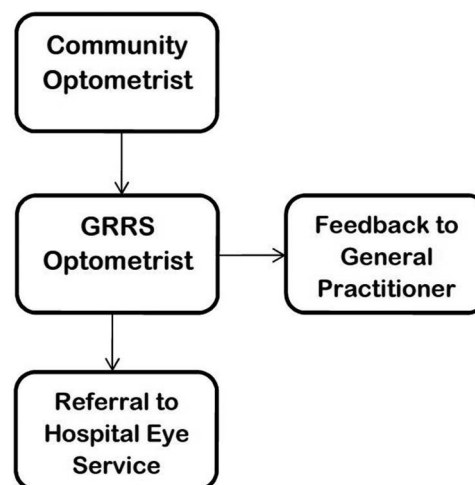 Community
Optometrist
GRRS
Optometrist
Feedback to
General
Practitioner
Referral to
Hospital Eye
Service